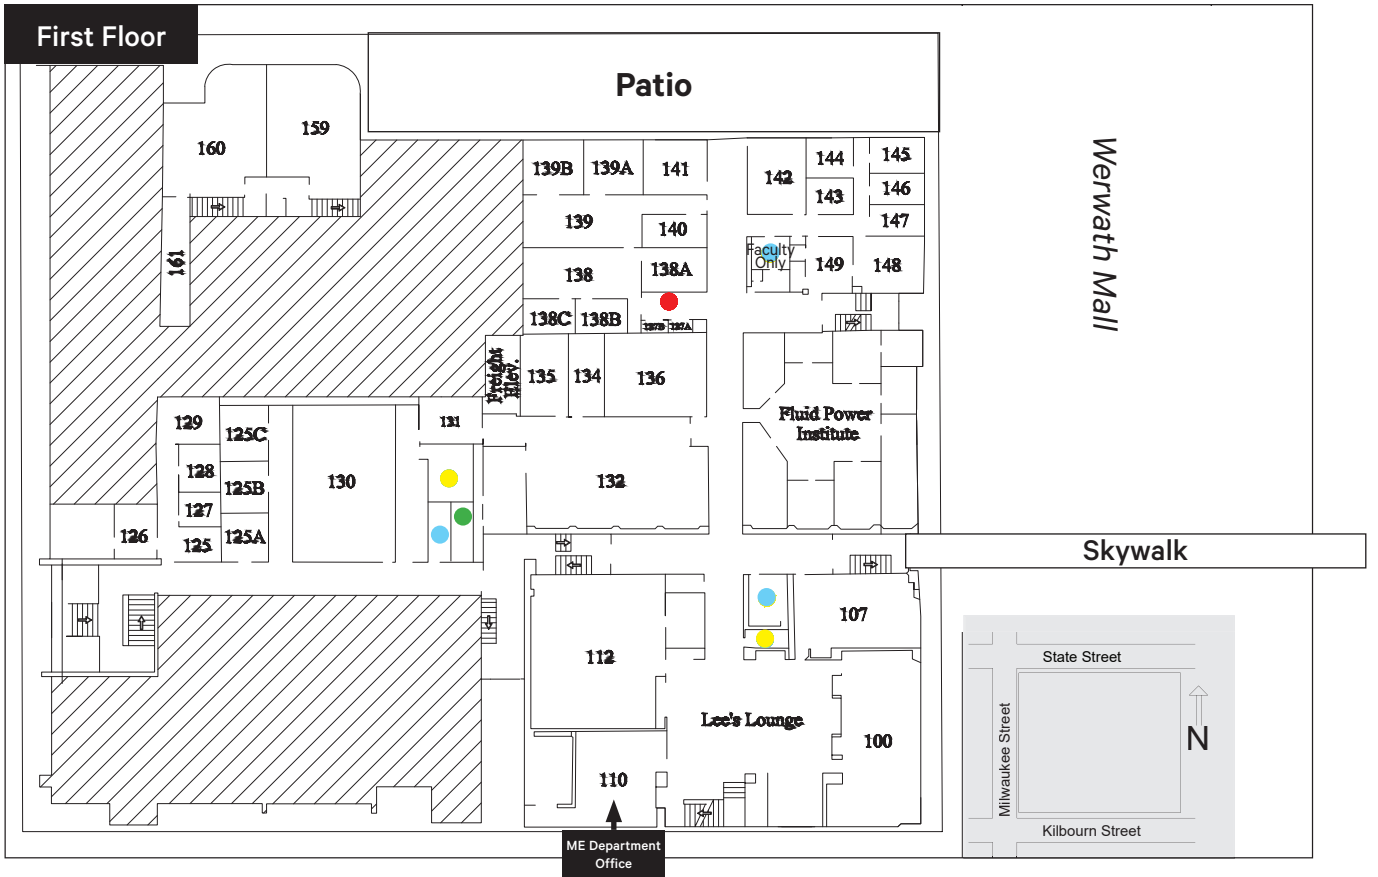 First Floor
Patio
160
159
161
Werwath Mall
139B
139A
141
142
144
145
143
146
147
139
140
Faculty
Only
149
148
138
138A
138C
138B
137B
137A
Freight
Elev.
135
134
136
Fluid Power
Institute
129
125C
131
128
125B
130
132
127
126
125
125A
Skywalk
107
112
Lee's Lounge
100
110
ME Department
Office
State Street
Milwaukee Street
N
Kilbourn Street